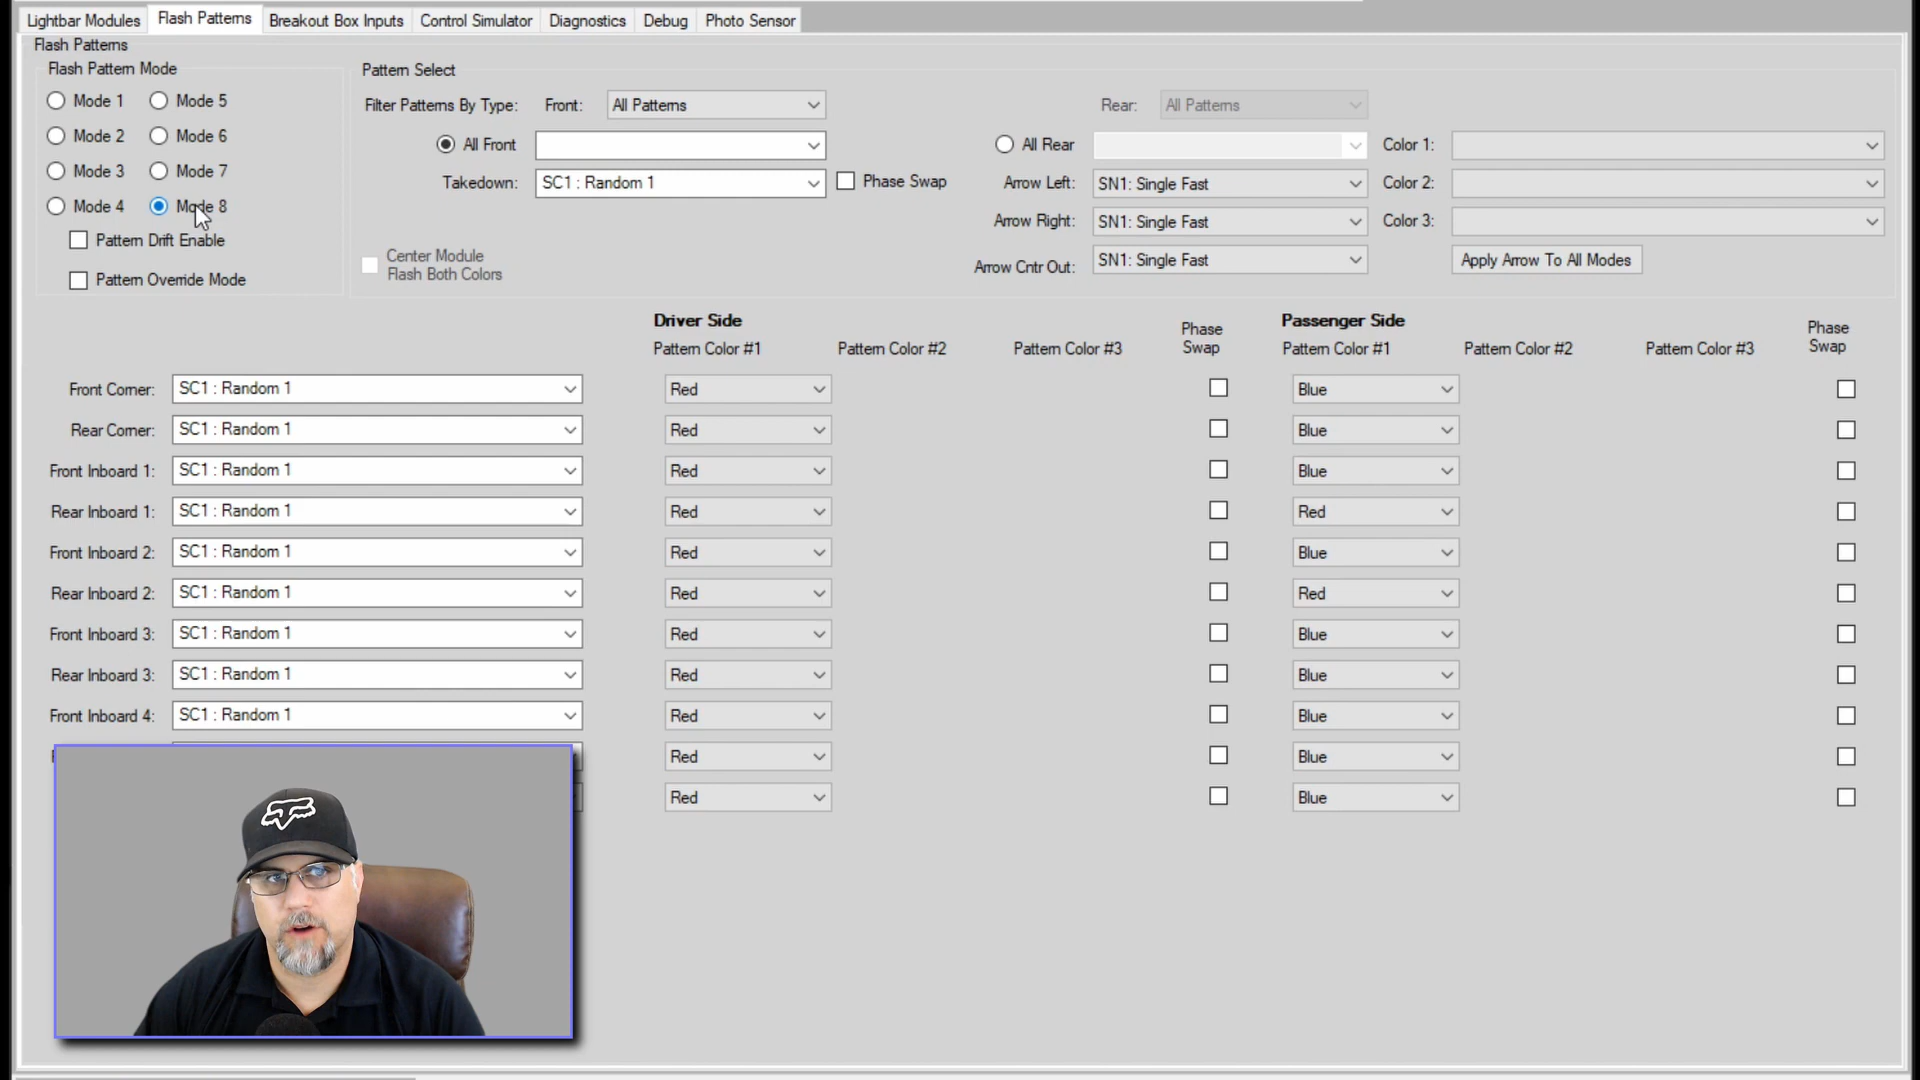 Lightbar Modules Flash Patterns Breakout Box Inputs Control Simulator Diagnostics Debug Photo Sensor
Flash Patterns
Flash Pattern Mode
Mode 1 Mode 5
Mode 2 Mode 6
Mode 3 Mode 7
Mode 4 Mode 8
Pattern Drift Enable
Pattern Override Mode
Pattern Select
Filter Patterns By Type: Front: All Patterns Rear: All Patterns
All Front All Rear Color 1:
Takedown: SC1 : Random 1 Phase Swap Arrow Left: SN1: Single Fast Color 2:
Arrow Right: SN1: Single Fast Color 3:
Center Module
Flash Both Colors
Arrow Cntr Out: SN1: Single Fast Apply Arrow To All Modes
Driver Side Passenger Side
Pattern Color #1 Pattern Color #2 Pattern Color #3 Phase Swap Pattern Color #1 Pattern Color #2 Pattern Color #3 Phase Swap
Front Corner: SC1 : Random 1 Red Blue
Rear Corner: SC1 : Random 1 Red Blue
Front Inboard 1: SC1 : Random 1 Red Blue
Rear Inboard 1: SC1 : Random 1 Red Red
Front Inboard 2: SC1 : Random 1 Red Blue
Rear Inboard 2: SC1 : Random 1 Red Red
Front Inboard 3: SC1 : Random 1 Red Blue
Rear Inboard 3: SC1 : Random 1 Red Blue
Front Inboard 4: SC1 : Random 1 Red Blue
Red Blue
Red Blue